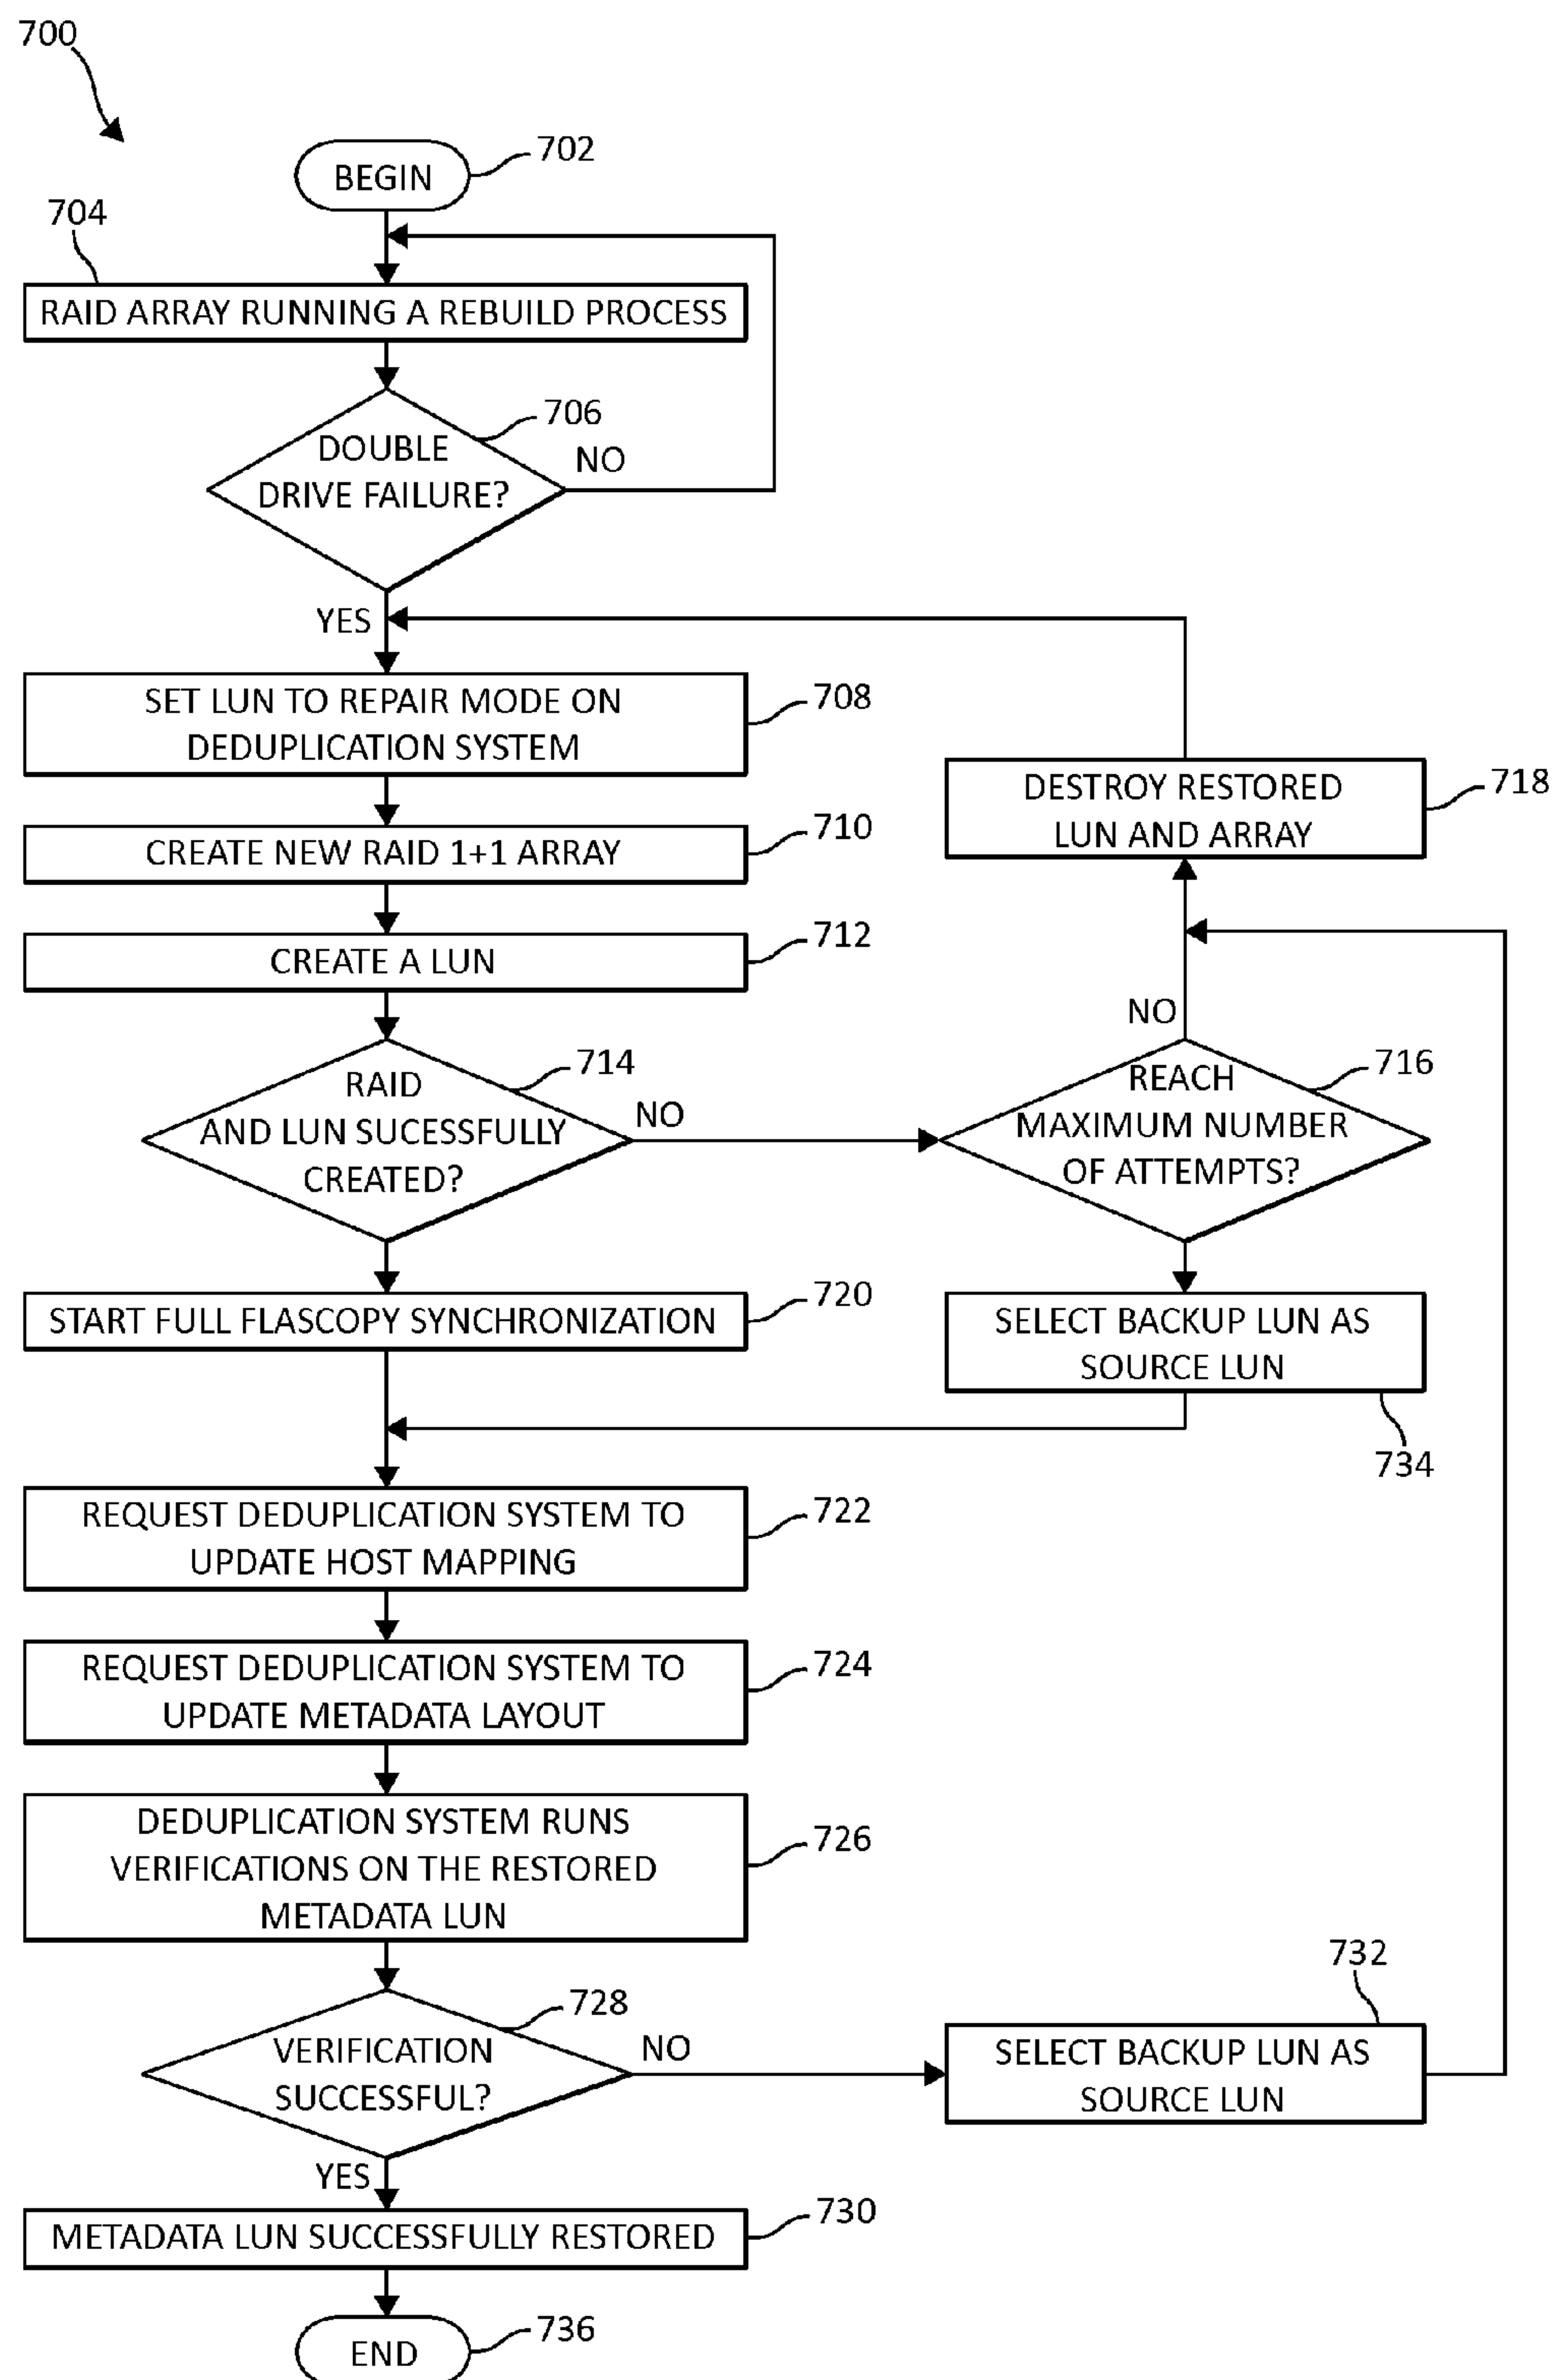 700
BEGIN
702
704
RAID ARRAY RUNNING A REBUILD PROCESS
706
DOUBLE
DRIVE FAILURE?
NO
YES
SET LUN TO REPAIR MODE ON
DEDUPLICATION SYSTEM
708
DESTROY RESTORED
LUN AND ARRAY
718
CREATE NEW RAID 1+1 ARRAY
710
CREATE A LUN
712
RAID
AND LUN SUCESSFULLY
CREATED?
714
NO
NO
REACH
MAXIMUM NUMBER
OF ATTEMPTS?
716
START FULL FLASCOPY SYNCHRONIZATION
720
SELECT BACKUP LUN AS
SOURCE LUN
734
REQUEST DEDUPLICATION SYSTEM TO
UPDATE HOST MAPPING
722
REQUEST DEDUPLICATION SYSTEM TO
UPDATE METADATA LAYOUT
724
DEDUPLICATION SYSTEM RUNS
VERIFICATIONS ON THE RESTORED
METADATA LUN
726
VERIFICATION
SUCCESSFUL?
728
NO
732
SELECT BACKUP LUN AS
SOURCE LUN
YES
METADATA LUN SUCCESSFULLY RESTORED
730
END
736